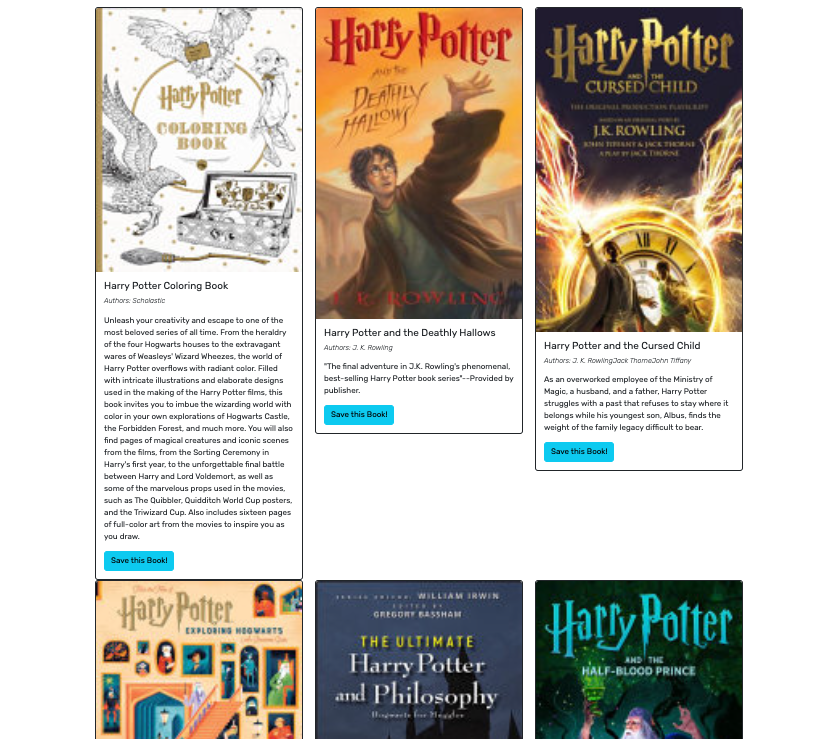 Harry Potter
COLORING
BOOK
Harry Potter Coloring Book
Authors: Scholastic
Unleash your creativity and escape to one of the
most beloved series of all time. From the heraldry
of the four Hogwarts houses to the extravagant
wares of Weasleys' Wizard Wheezes, the world of
Harry Potter overflows with radiant color. Filled
with intricate illustrations and elaborate designs
used in the making of the Harry Potter films, this
book invites you to imbue the wizarding world with
color in your own explorations of Hogwarts Castle,
the Forbidden Forest, and much more. You will also
find pages of magical creatures and iconic scenes
from the films, from the Sorting Ceremony in
Harry's first year, to the unforgettable final battle
between Harry and Lord Voldemort, as well as
some of the marvelous props used in the movies,
such as The Quibbler, Quidditch World Cup posters,
and the Triwizard Cup. Also includes sixteen pages
of full-color art from the movies to inspire you as
you draw.
Save this Book!
Harry Potter
AND THE
DEATHLY
HALLOWS
J. K. ROWLING
Harry Potter and the Deathly Hallows
Authors: J. K. Rowling
"The final adventure in J.K. Rowling's phenomenal,
best-selling Harry Potter book series"--Provided by
publisher.
Save this Book!
Harry Potter
AND THE
CURSED CHILD
THE ORIGINAL PRODUCTION PLAYSCRIPT
BASED ON AN ORIGINAL STORY BY
J.K. ROWLING
JOHN TIFFANY & JACK THORNE
A PLAY BY JACK THORNE
Harry Potter and the Cursed Child
Authors: J. K. RowlingJack ThorneJohn Tiffany
As an overworked employee of the Ministry of
Magic, a husband, and a father, Harry Potter
struggles with a past that refuses to stay where it
belongs while his youngest son, Albus, finds the
weight of the family legacy difficult to bear.
Save this Book!
Harry Potter
EXPLORING HOGWARTS
SERIES EDITOR: WILLIAM IRWIN
EDITED BY
GREGORY BASSHAM
THE ULTIMATE
Harry Potter
and Philosophy
Hogwarts for Muggles
Harry Potter
AND THE
HALF-BLOOD PRINCE